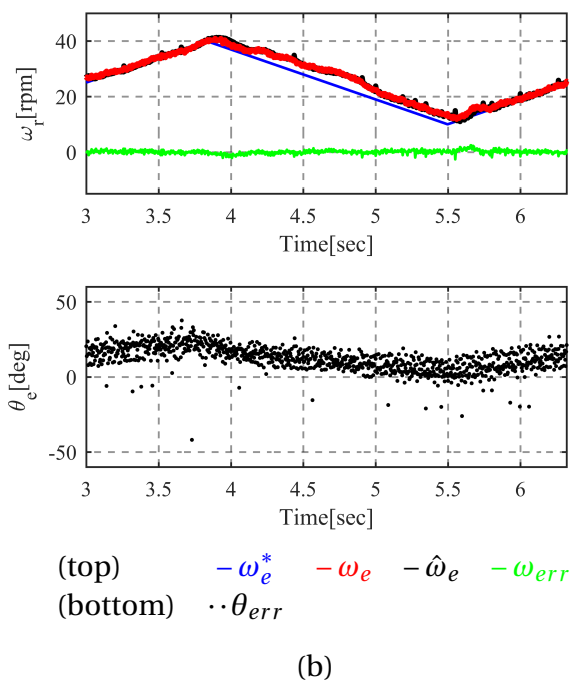 40
20
0
ω_r[rpm]
3 3.5 4 4.5 5 5.5 6
Time[sec]
50
0
-50
θ_e[deg]
3 3.5 4 4.5 5 5.5 6
Time[sec]
(top) − ω*_e − ω_e − ω̂_e − ω_err
(bottom) ·· θ_err
(b)